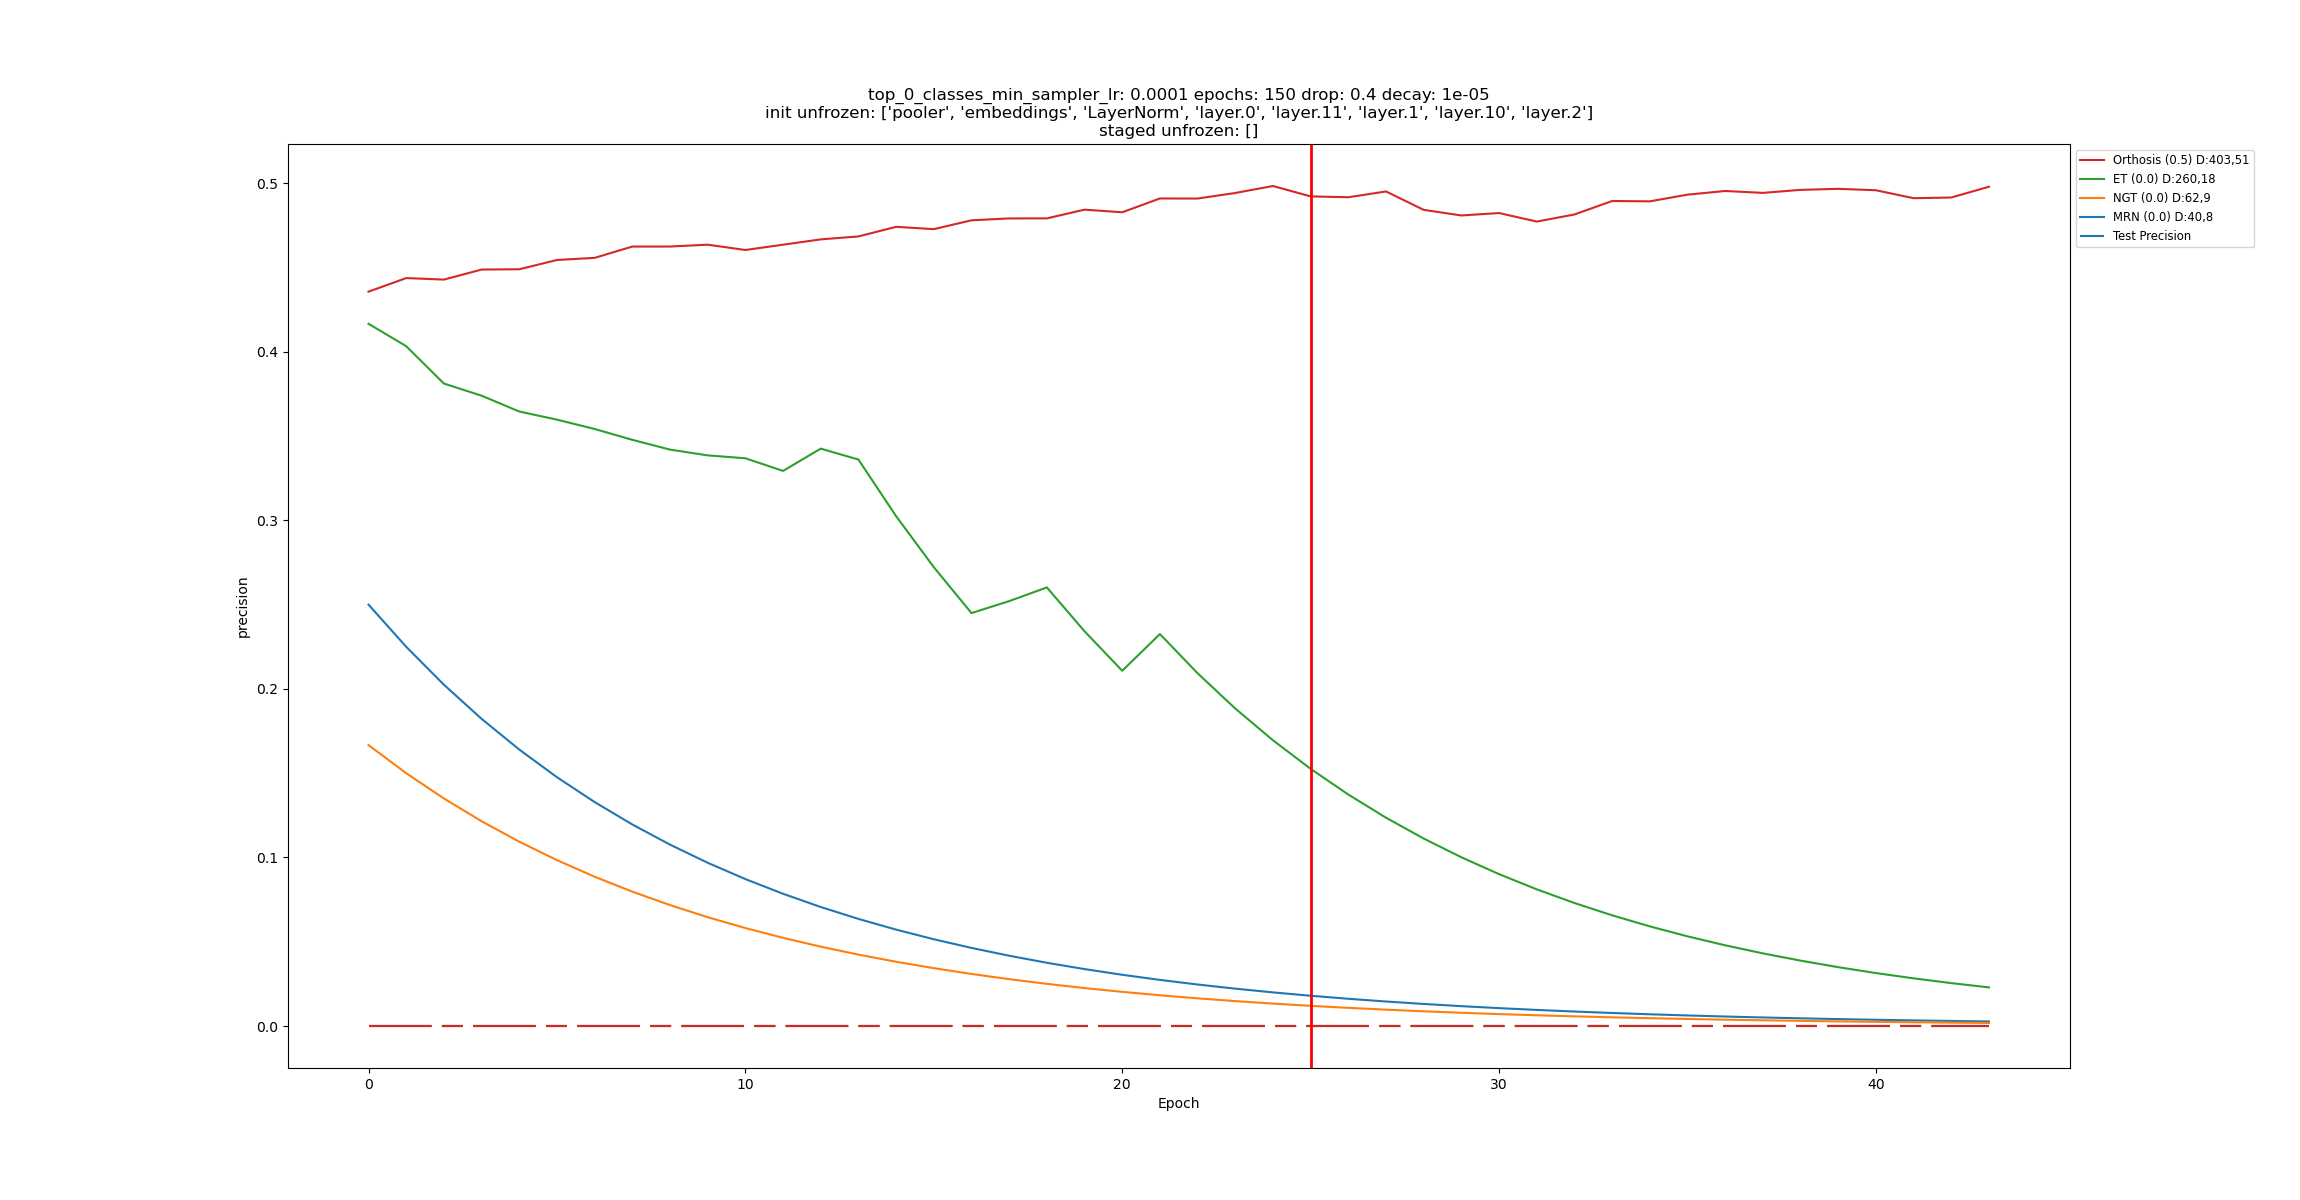 top_0_classes_min_sampler_lr: 0.0001 epochs: 150 drop: 0.4 decay: 1e-05
init unfrozen: ['pooler', 'embeddings', 'LayerNorm', 'layer.0', 'layer.11', 'layer.1', 'layer.10', 'layer.2']
staged unfrozen: []
Orthosis (0.5) D:403,51
ET (0.0) D:260,18
NGT (0.0) D:62,9
MRN (0.0) D:40,8
Test Precision
precision
0.5
0.4
0.3
0.2
0.1
0.0
0 10 20 30 40
Epoch